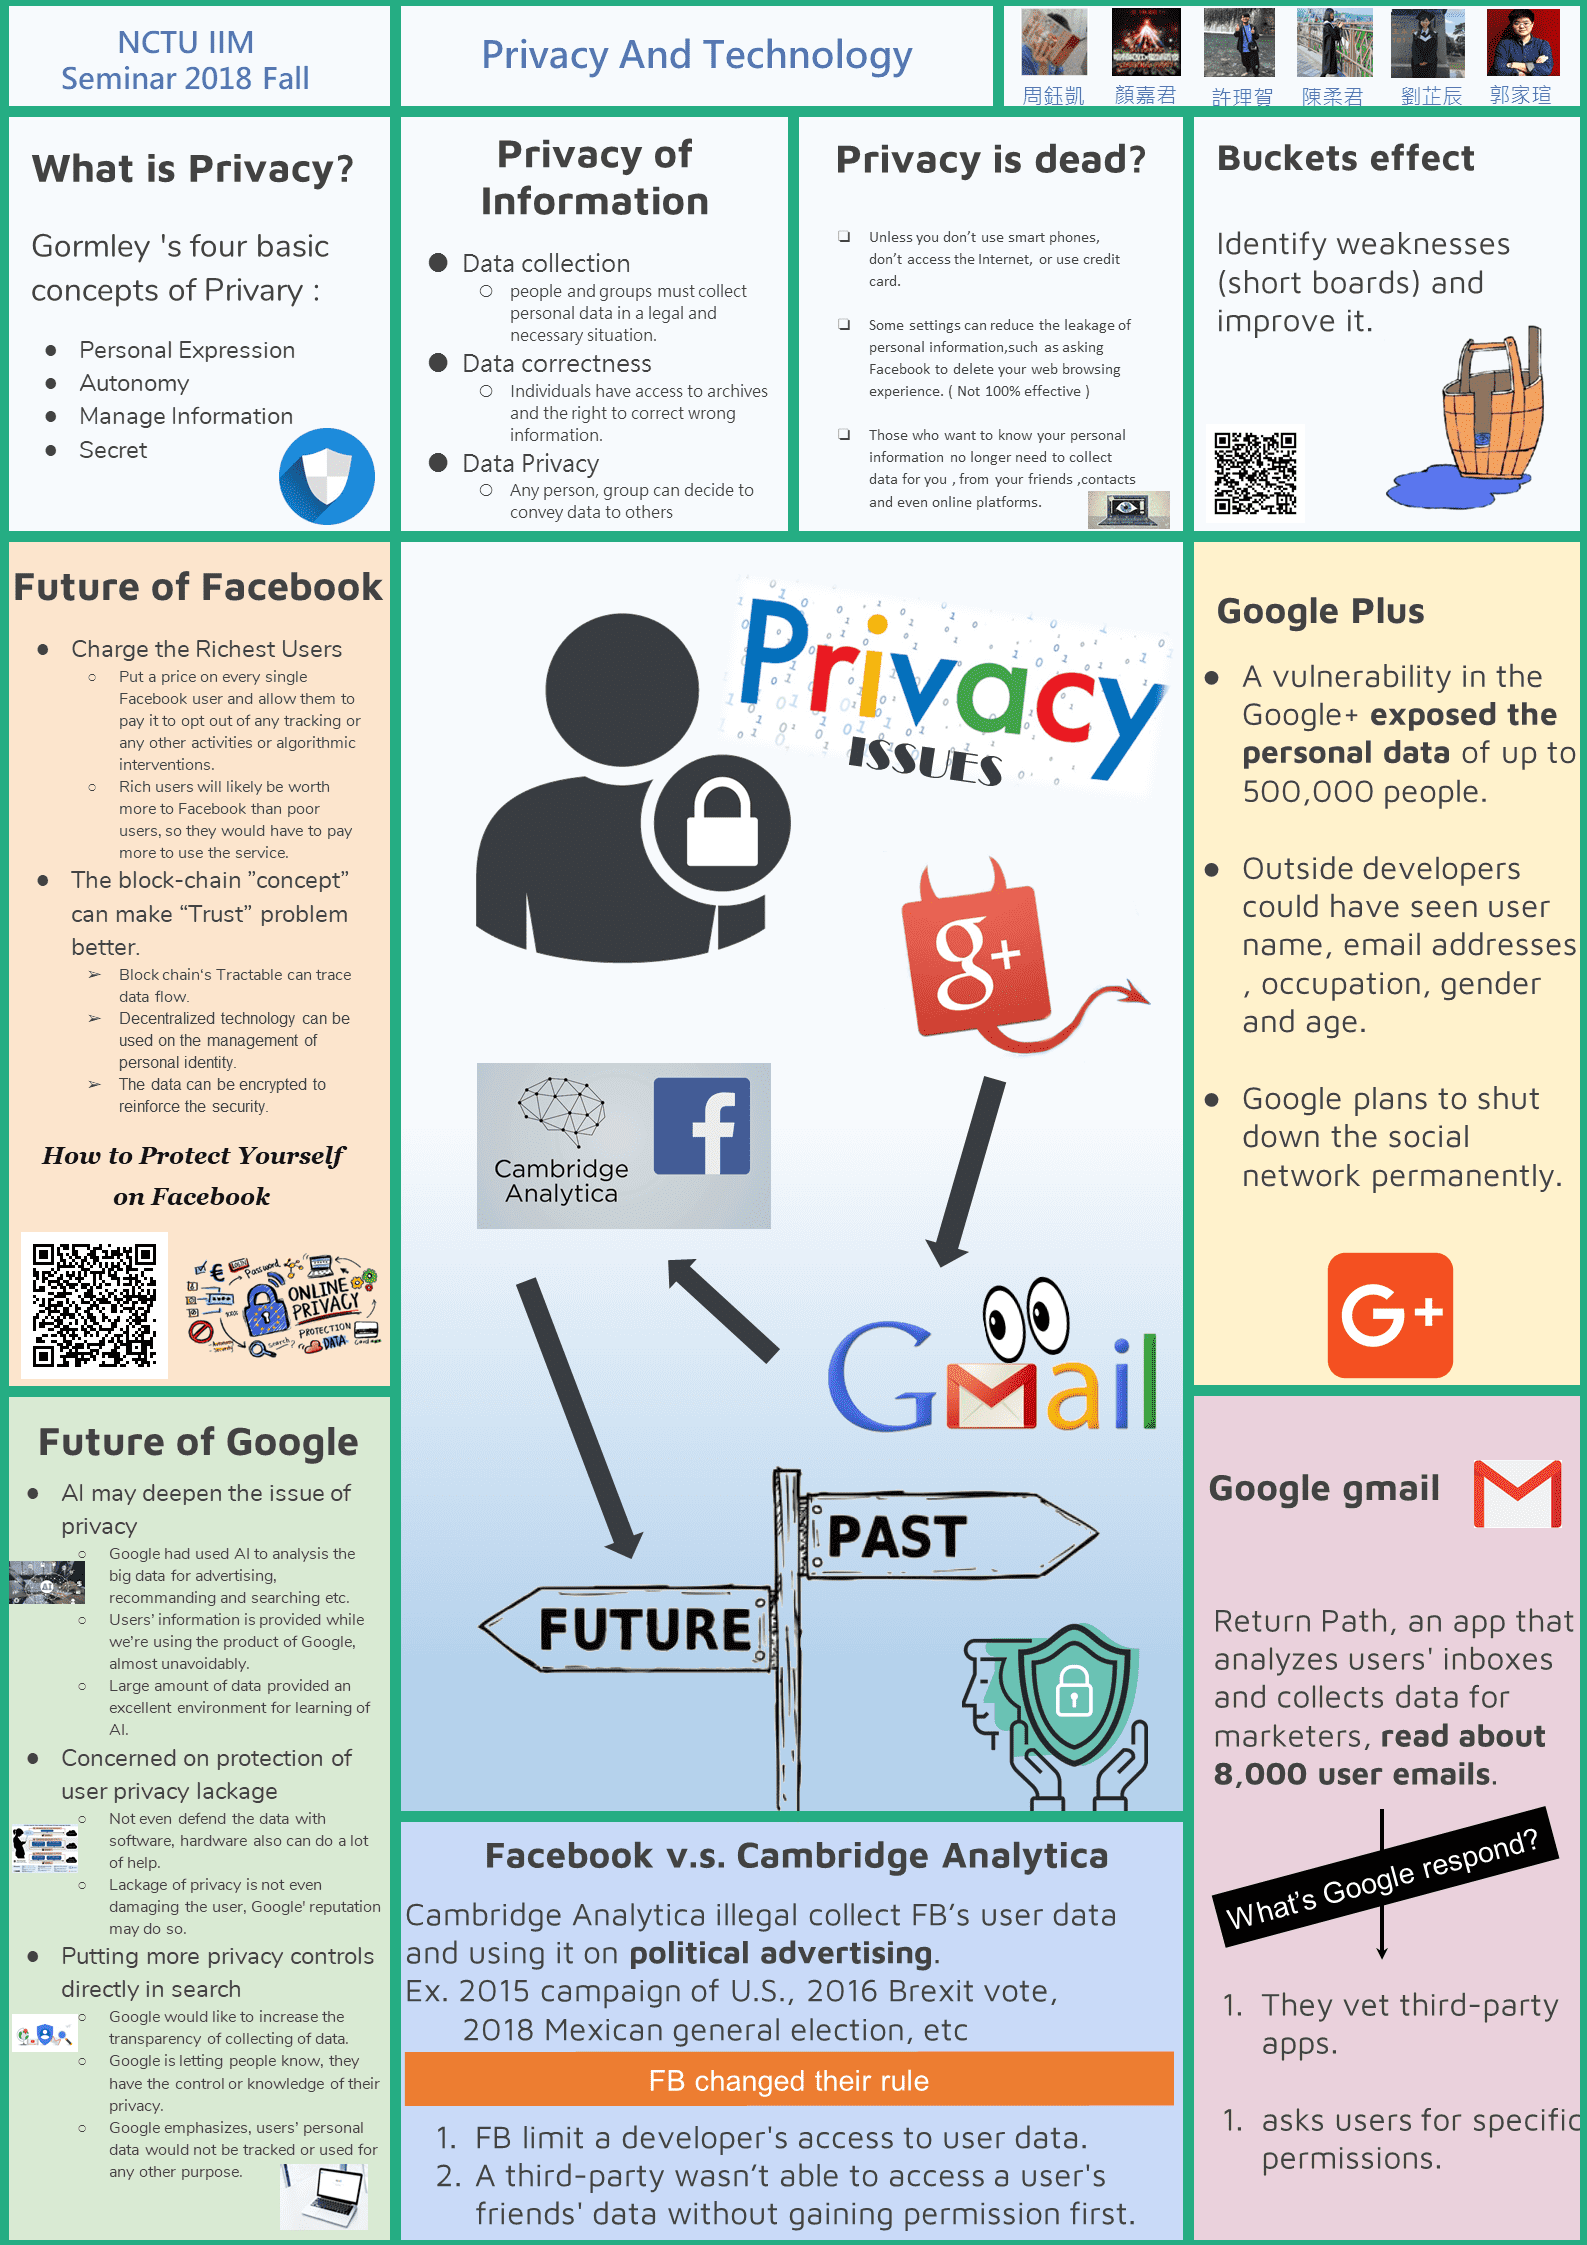 NCTU IIM
Seminar 2018 Fall
Privacy And Technology
周鈺凱 顏嘉君 許理賀 陳柔君 劉芷辰 郭家瑄
What is Privacy?
Gormley 's four basic
concepts of Privary :
● Personal Expression
● Autonomy
● Manage Information
● Secret
Privacy of
Information
● Data collection
○ people and groups must collect
personal data in a legal and
necessary situation.
● Data correctness
○ Individuals have access to archives
and the right to correct wrong
information.
● Data Privacy
○ Any person, group can decide to
convey data to others
Privacy is dead?
❏ Unless you don’t use smart phones,
don’t access the Internet, or use credit
card.
❏ Some settings can reduce the leakage of
personal information,such as asking
Facebook to delete your web browsing
experience. ( Not 100% effective )
❏ Those who want to know your personal
information no longer need to collect
data for you , from your friends ,contacts
and even online platforms.
Buckets effect
Identify weaknesses
(short boards) and
improve it.
Future of Facebook
● Charge the Richest Users
○ Put a price on every single
Facebook user and allow them to
pay it to opt out of any tracking or
any other activities or algorithmic
interventions.
○ Rich users will likely be worth
more to Facebook than poor
users, so they would have to pay
more to use the service.
● The block-chain ”concept”
can make “Trust” problem
better.
➢ Block chain‘s Tractable can trace
data flow.
➢ Decentralized technology can be
used on the management of
personal identity.
➢ The data can be encrypted to
reinforce the security.
How to Protect Yourself
on Facebook
Password
ONLINE
PRIVACY
PROTECTION
Search
DATA
Privacy
ISSUES
g+
Cambridge
Analytica
f
Gmail
PAST
FUTURE
Google Plus
● A vulnerability in the
Google+ exposed the
personal data of up to
500,000 people.
● Outside developers
could have seen user
name, email addresses
, occupation, gender
and age.
● Google plans to shut
down the social
network permanently.
G+
Future of Google
● AI may deepen the issue of
privacy
○ Google had used AI to analysis the
big data for advertising,
recommanding and searching etc.
○ Users’ information is provided while
we’re using the product of Google,
almost unavoidably.
○ Large amount of data provided an
excellent environment for learning of
AI.
AI
● Concerned on protection of
user privacy lackage
○ Not even defend the data with
software, hardware also can do a lot
of help.
○ Lackage of privacy is not even
damaging the user, Google' reputation
may do so.
● Putting more privacy controls
directly in search
○ Google would like to increase the
transparency of collecting of data.
○ Google is letting people know, they
have the control or knowledge of their
privacy.
○ Google emphasizes, users’ personal
data would not be tracked or used for
any other purpose.
Facebook v.s. Cambridge Analytica
Cambridge Analytica illegal collect FB’s user data
and using it on political advertising.
Ex. 2015 campaign of U.S., 2016 Brexit vote,
2018 Mexican general election, etc
FB changed their rule
1. FB limit a developer's access to user data.
2. A third-party wasn’t able to access a user's
friends' data without gaining permission first.
Google gmail
Return Path, an app that
analyzes users' inboxes
and collects data for
marketers, read about
8,000 user emails.
What’s Google respond?
1. They vet third-party
apps.
1. asks users for specific
permissions.